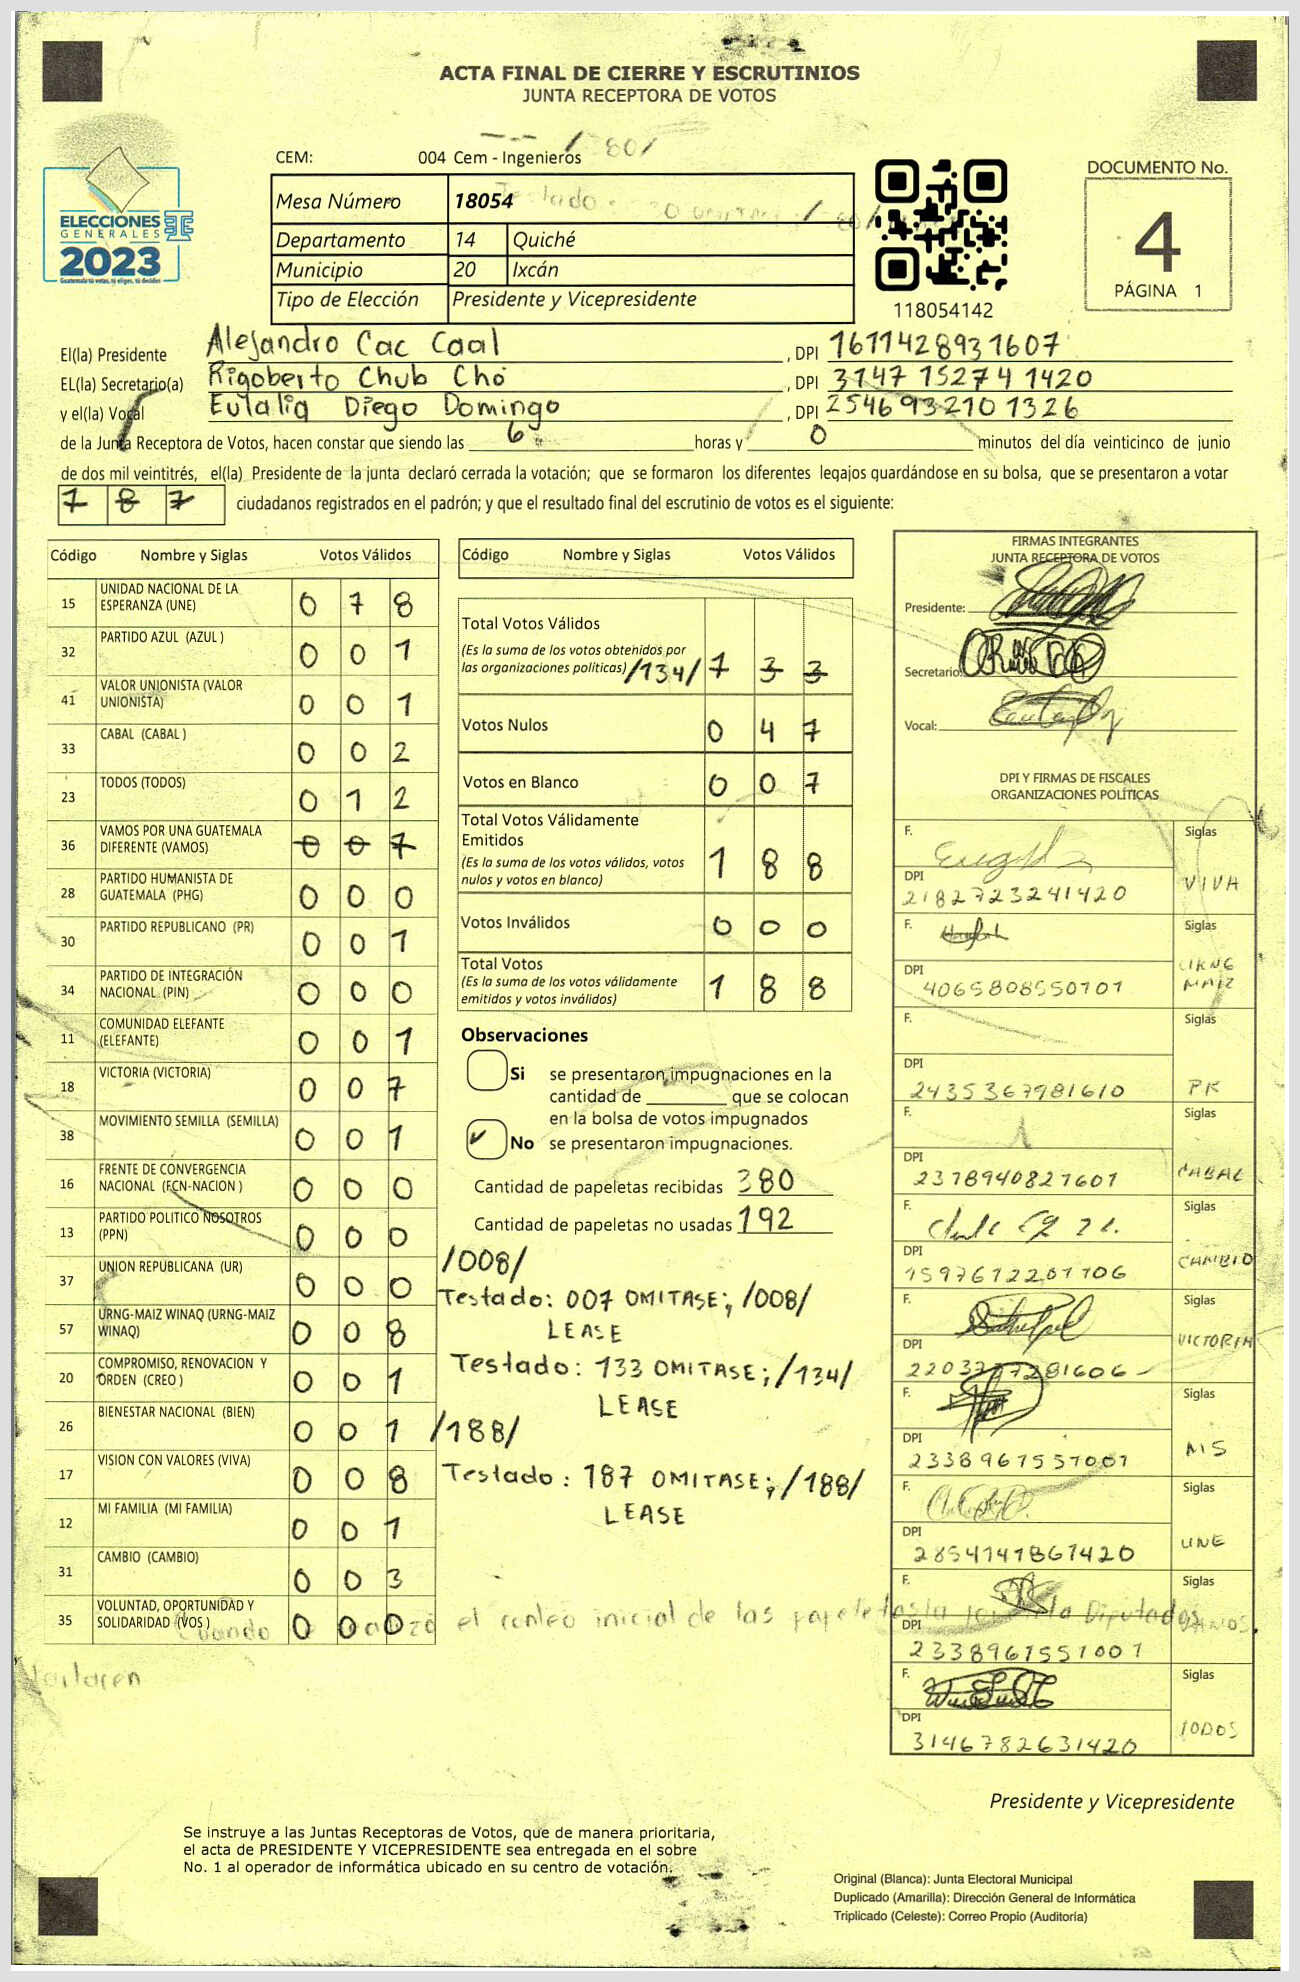 ACTA FINAL DE CIERRE Y ESCRUTINIOS
JUNTA RECEPTORA DE VOTOS
CEM: 004 Cem - Ingenieros
ELECCIONES
GENERALES
2023
Guatemala tú votas, tú eliges, tú decides
Mesa Número 18054
Departamento 14 Quiché
Municipio 20 Ixcán
Tipo de Elección Presidente y Vicepresidente
118054142
DOCUMENTO No.
4
PÁGINA 1
El(la) Presidente Alejandro Cac Caal , DPI 1611428931607
EL(la) Secretario(a) Rigoberto Chub Cho , DPI 3147 15274 1420
y el(la) Vocal Eulalia Diego Domingo , DPI 254693210 1326
de la Junta Receptora de Votos, hacen constar que siendo las 6 horas y 0 minutos del día veinticinco de junio
de dos mil veintitrés, el(la) Presidente de la junta declaró cerrada la votación; que se formaron los diferentes legajos quardándose en su bolsa, que se presentaron a votar
187 ciudadanos registrados en el padrón; y que el resultado final del escrutinio de votos es el siguiente:
Código Nombre y Siglas Votos Válidos
15 UNIDAD NACIONAL DE LA ESPERANZA (UNE) 0 7 8
32 PARTIDO AZUL (AZUL ) 0 0 1
41 VALOR UNIONISTA (VALOR UNIONISTA) 0 0 1
33 CABAL (CABAL ) 0 0 2
23 TODOS (TODOS) 0 1 2
36 VAMOS POR UNA GUATEMALA DIFERENTE (VAMOS) 0 0 7
28 PARTIDO HUMANISTA DE GUATEMALA (PHG) 0 0 0
30 PARTIDO REPUBLICANO (PR) 0 0 1
34 PARTIDO DE INTEGRACIÓN NACIONAL (PIN) 0 0 0
11 COMUNIDAD ELEFANTE (ELEFANTE) 0 0 1
18 VICTORIA (VICTORIA) 0 0 7
38 MOVIMIENTO SEMILLA (SEMILLA) 0 0 1
16 FRENTE DE CONVERGENCIA NACIONAL (FCN-NACION ) 0 0 0
13 PARTIDO POLITICO NOSOTROS (PPN) 0 0 0
37 UNION REPUBLICANA (UR) 0 0 0
57 URNG-MAIZ WINAQ (URNG-MAIZ WINAQ) 0 0 8
20 COMPROMISO, RENOVACION Y ORDEN (CREO ) 0 0 1
26 BIENESTAR NACIONAL (BIEN) 0 0 1
17 VISION CON VALORES (VIVA) 0 0 8
12 MI FAMILIA (MI FAMILIA) 0 0 1
31 CAMBIO (CAMBIO) 0 0 3
35 VOLUNTAD, OPORTUNIDAD Y SOLIDARIDAD (VOS ) 0 0 0
Código Nombre y Siglas Votos Válidos
Total Votos Válidos
(Es la suma de los votos obtenidos por
las organizaciones políticas) /134/ 1 3 3
Votos Nulos 0 4 7
Votos en Blanco 0 0 7
Total Votos Válidamente
Emitidos
(Es la suma de los votos válidos, votos
nulos y votos en blanco) 1 8 8
Votos Inválidos 0 0 0
Total Votos
(Es la suma de los votos válidamente
emitidos y votos inválidos) 1 8 8
Observaciones
Si se presentaron impugnaciones en la
cantidad de ________ que se colocan
en la bolsa de votos impugnados
No se presentaron impugnaciones.
Cantidad de papeletas recibidas 380
Cantidad de papeletas no usadas 192
/008/
Testado: 007 OMITASE; /008/
LEASE
Testado: 133 OMITASE; /134/
LEASE
/188/
Testado: 187 OMITASE; /188/
LEASE
el conteo inicial de las papeletas
FIRMAS INTEGRANTES
JUNTA RECEPTORA DE VOTOS
Presidente:
Secretario:
Vocal:
DPI Y FIRMAS DE FISCALES
ORGANIZACIONES POLÍTICAS
F. Siglas
DPI VIVA
2182723241420
F. Siglas
DPI URNG MAIZ
4065808550101
F. Siglas
DPI PR
2435367981610
F. Siglas
DPI CABAL
2378940827601
F. Siglas
DPI CAMBIO
1597612201106
F. Siglas
DPI VICTORIA
F. Siglas
DPI
2338961551001
F. Siglas
DPI UNE
2854141861420
F. Siglas
DPI
2338961551001
F. Siglas
DPI TODOS
3146782631420
Presidente y Vicepresidente
Se instruye a las Juntas Receptoras de Votos, que de manera prioritaria,
el acta de PRESIDENTE Y VICEPRESIDENTE sea entregada en el sobre
No. 1 al operador de informática ubicado en su centro de votación.
Original (Blanca): Junta Electoral Municipal
Duplicado (Amarilla): Dirección General de Informática
Triplicado (Celeste): Correo Propio (Auditoría)